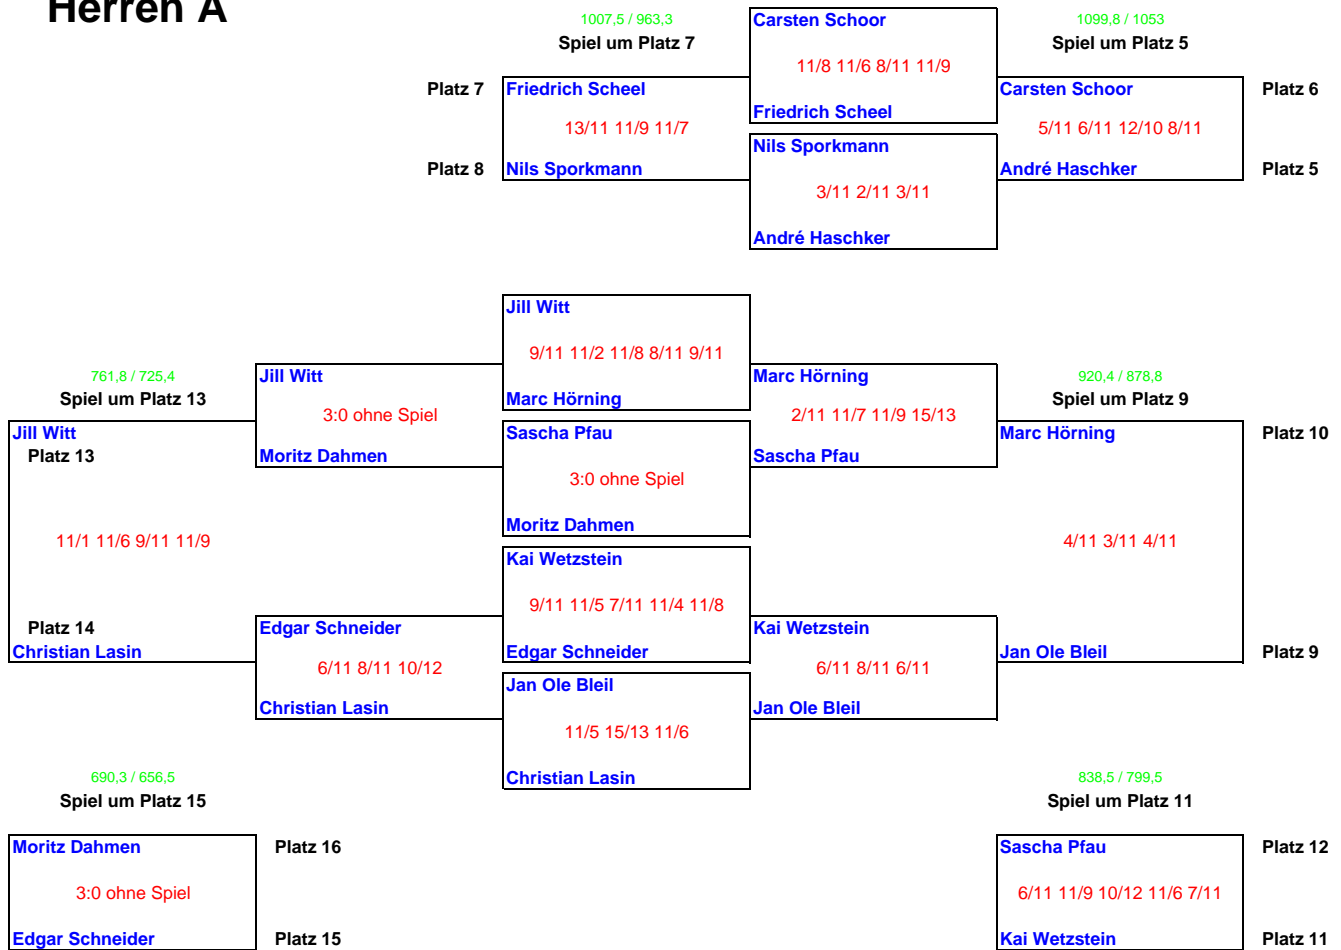 Herren A
1007,5 / 963,3
Carsten Schoor
1099,8 / 1053
Spiel um Platz 7
Spiel um Platz 5
11/8 11/6 8/11 11/9
Platz 7
Friedrich Scheel
Carsten Schoor
Platz 6
Friedrich Scheel
13/11 11/9 11/7
5/11 6/11 12/10 8/11
Nils Sporkmann
Platz 8
Nils Sporkmann
André Haschker
Platz 5
3/11 2/11 3/11
André Haschker
Jill Witt
9/11 11/2 11/8 8/11 9/11
761,8 / 725,4
Jill Witt
Marc Hörning
920,4 / 878,8
Spiel um Platz 13
Marc Hörning
Spiel um Platz 9
3:0 ohne Spiel
2/11 11/7 11/9 15/13
Jill Witt
Sascha Pfau
Marc Hörning
Platz 10
Platz 13
Moritz Dahmen
Sascha Pfau
3:0 ohne Spiel
Moritz Dahmen
11/1 11/6 9/11 11/9
4/11 3/11 4/11
Kai Wetzstein
9/11 11/5 7/11 11/4 11/8
Platz 14
Edgar Schneider
Kai Wetzstein
Christian Lasin
Edgar Schneider
Jan Ole Bleil
Platz 9
6/11 8/11 10/12
6/11 8/11 6/11
Jan Ole Bleil
Christian Lasin
Jan Ole Bleil
11/5 15/13 11/6
690,3 / 656,5
Christian Lasin
838,5 / 799,5
Spiel um Platz 15
Spiel um Platz 11
Moritz Dahmen
Platz 16
Sascha Pfau
Platz 12
3:0 ohne Spiel
6/11 11/9 10/12 11/6 7/11
Edgar Schneider
Platz 15
Kai Wetzstein
Platz 11